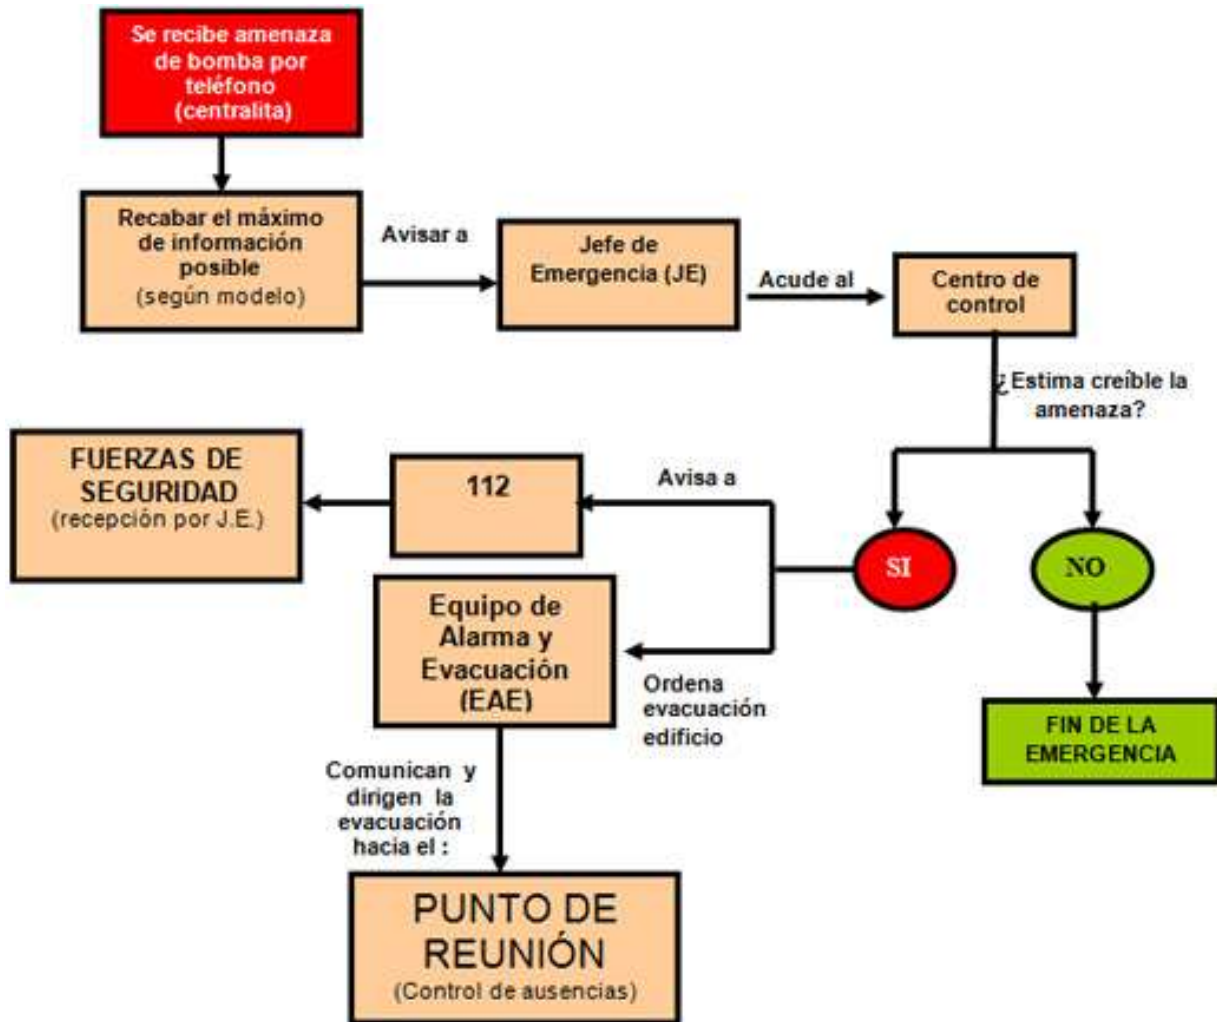 Se recibe amenaza
de bomba por
teléfono
(centralita)
Recabar el máximo
de información
posible
(según modelo)
Avisar a
Jefe de
Emergencia (JE)
Acude al
Centro de
control
¿Estima creíble la
amenaza?
FUERZAS DE
SEGURIDAD
(recepción por J.E.)
112
Avisa a
SI
NO
Equipo de
Alarma y
Evacuación
(EAE)
Ordena
evacuación
edificio
FIN DE LA
EMERGENCIA
Comunican y
dirigen la
evacuación
hacia el :
PUNTO DE
REUNIÓN
(Control de ausencias)